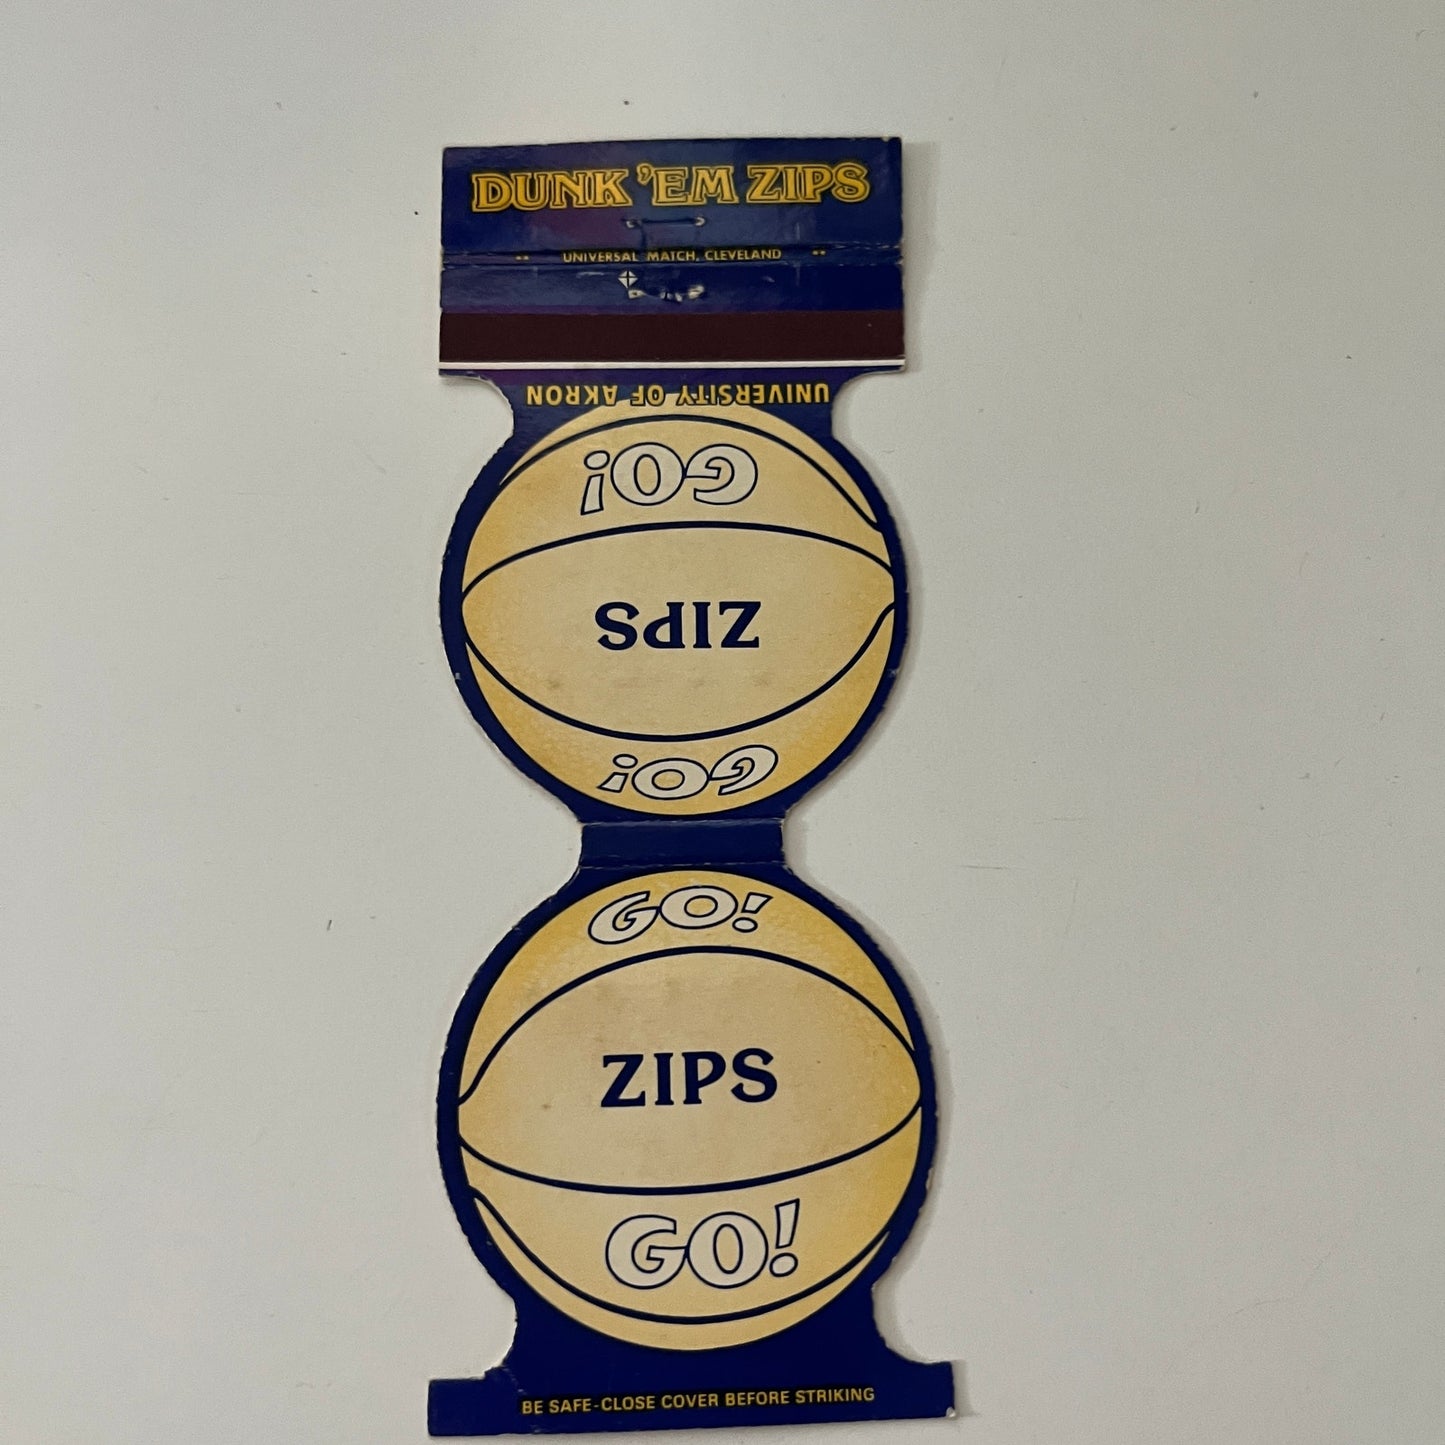 DUNK 'EM ZIPS
UNIVERSAL MATCH, CLEVELAND
UNIVERSITY OF AKRON
GO!
ZIPS
GO!
GO!
ZIPS
GO!
BE SAFE-CLOSE COVER BEFORE STRIKING